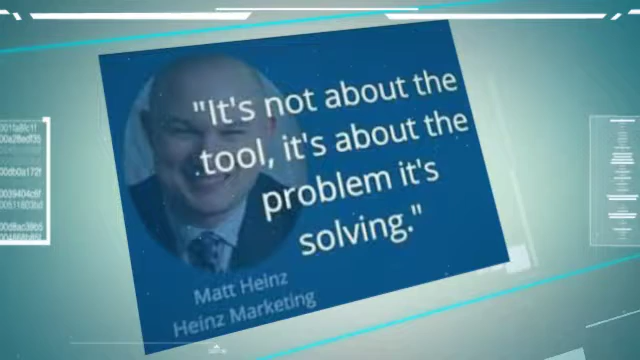 "It's not about the
tool, it's about the
problem it's
solving."
Matt Heinz
Heinz Marketing